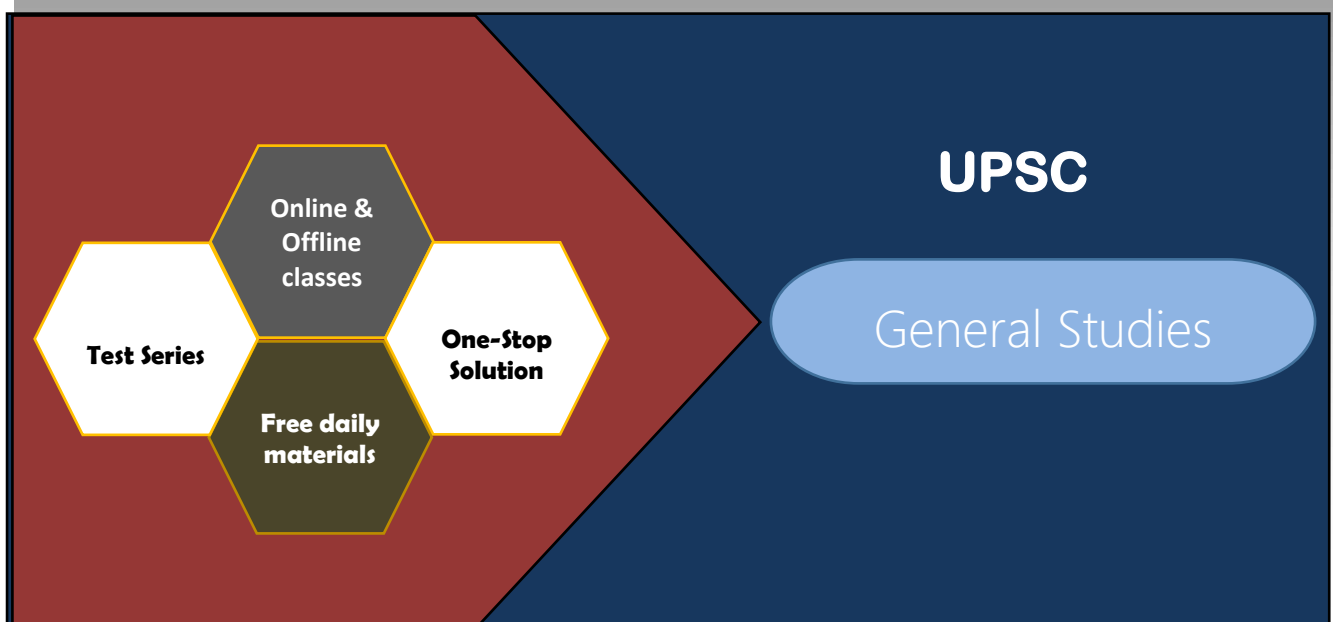 Online &
Offline
classes
Test Series
One-Stop
Solution
Free daily
materials
UPSC
General Studies